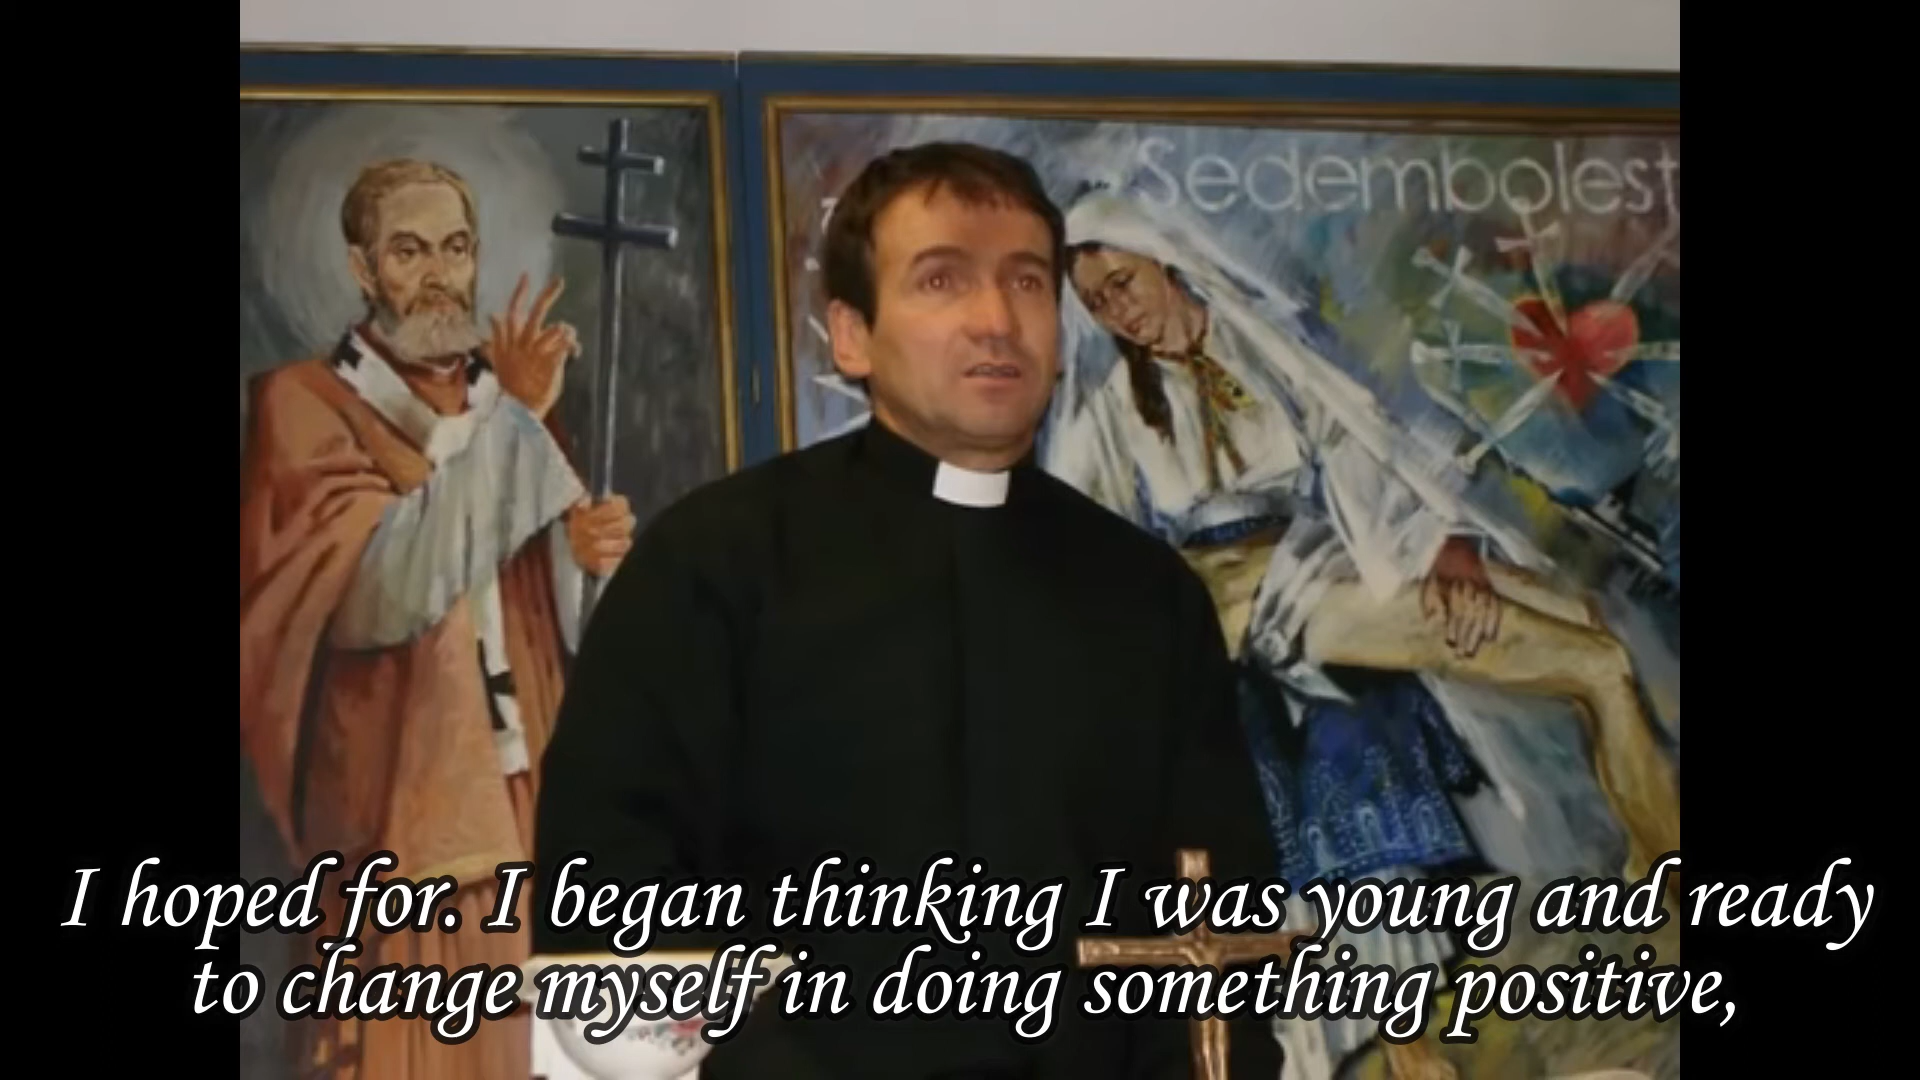 Sedembolest
I hoped for. I began thinking I was young and ready
to change myself in doing something positive,